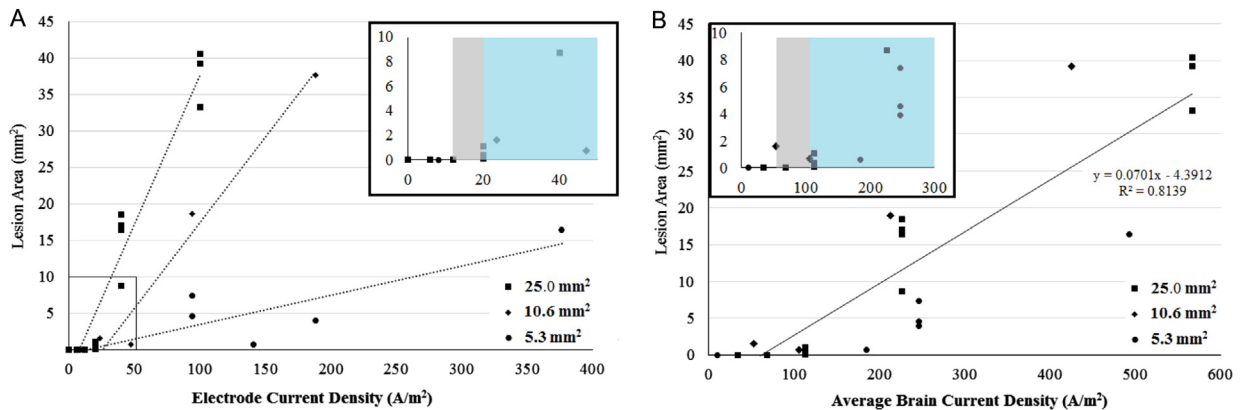 A
45
40
35
30
25
20
15
10
5
Lesion Area (mm²)
0 50 100 150 200 250 300 350 400
Electrode Current Density (A/m²)
10
8
6
4
2
0
0 20 40
25.0 mm²
10.6 mm²
5.3 mm²
B
45
40
35
30
25
20
15
10
5
0
Lesion Area (mm²)
0 100 200 300 400 500 600
Average Brain Current Density (A/m²)
10
8
6
4
2
0
0 100 200 300
y = 0.0701x - 4.3912
R² = 0.8139
25.0 mm²
10.6 mm²
5.3 mm²